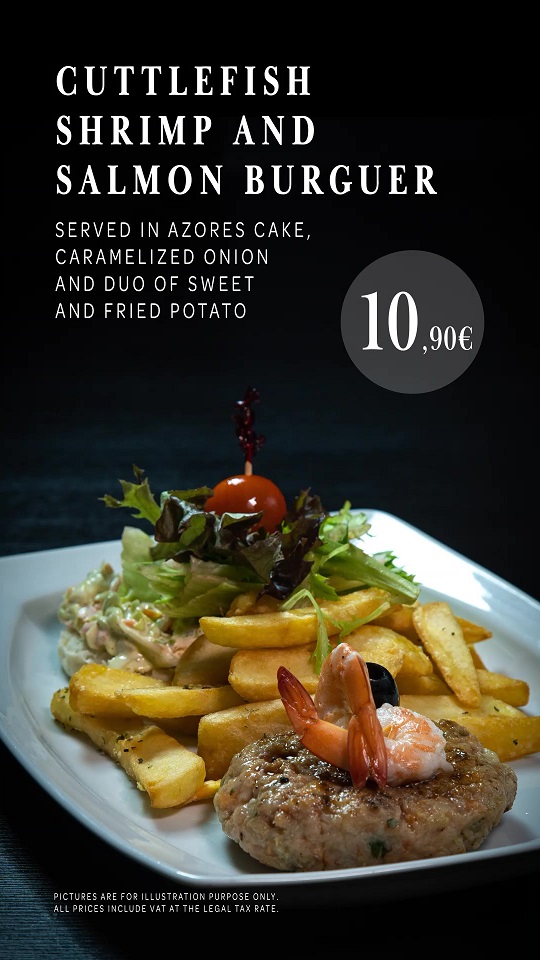 CUTTLEFISH
SHRIMP AND
SALMON BURGUER
SERVED IN AZORES CAKE,
CARAMELIZED ONION
AND DUO OF SWEET
AND FRIED POTATO
10,90€
PICTURES ARE FOR ILLUSTRATION PURPOSE ONLY.
ALL PRICES INCLUDE VAT AT THE LEGAL TAX RATE.